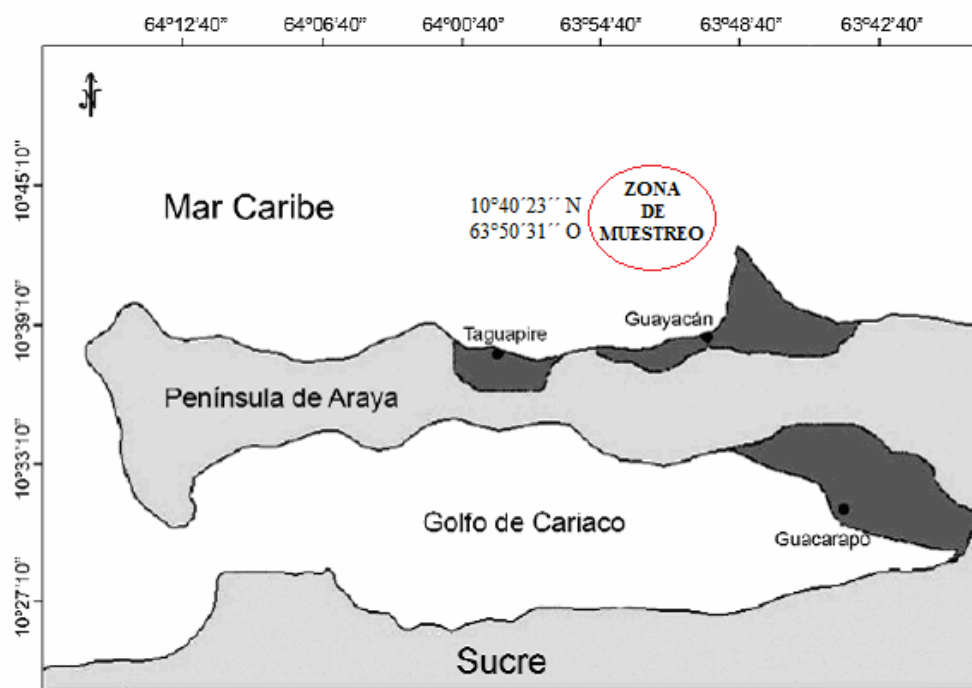 64°12'40" 64°06'40" 64°00'40" 63°54'40" 63°48'40" 63°42'40"
N
10°45'10"
10°39'10"
10°33'10"
10°27'10"
Mar Caribe
10°40´23´´ N
63°50´31´´ O
ZONA
DE
MUESTREO
Taguapire
Guayacán
Península de Araya
Golfo de Cariaco
Guacarapo
Sucre